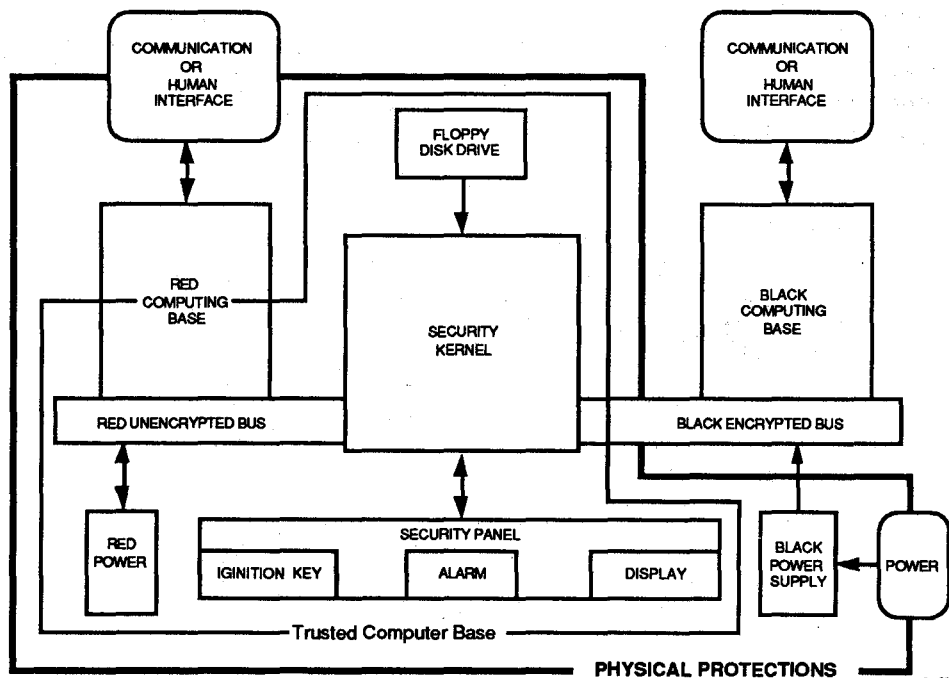 COMMUNICATION
OR
HUMAN
INTERFACE
COMMUNICATION
OR
HUMAN
INTERFACE
FLOPPY
DISK DRIVE
RED
COMPUTING
BASE
SECURITY
KERNEL
BLACK
COMPUTING
BASE
RED UNENCRYPTED BUS
BLACK ENCRYPTED BUS
RED
POWER
SECURITY PANEL
IGINITION KEY
ALARM
DISPLAY
BLACK
POWER
SUPPLY
POWER
Trusted Computer Base
PHYSICAL PROTECTIONS